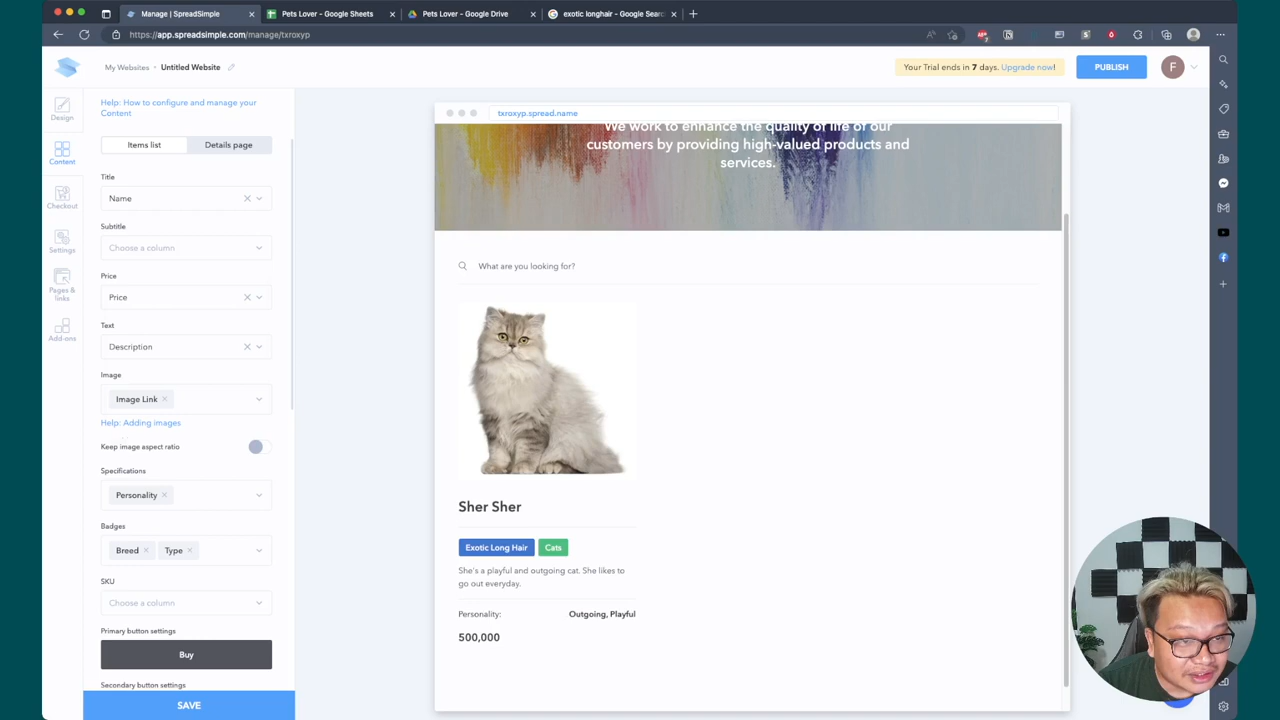 Manage | SpreadSimple
Pets Lover - Google Sheets
Pets Lover - Google Drive
exotic longhair - Google Sear
https://app.spreadsimple.com/manage/txroxyp
My Websites
Untitled Website
Your Trial ends in 7 days. Upgrade now!
PUBLISH
F
Design
Content
Checkout
Settings
Pages &
links
Add-ons
Help: How to configure and manage your
Content
Items list
Details page
Title
Name
Subtitle
Choose a column
Price
Price
Text
Description
Image
Image Link
Help: Adding images
Keep image aspect ratio
Specifications
Personality
Badges
Breed
Type
SKU
Choose a column
Primary button settings
Buy
Secondary button settings
SAVE
txroxyp.spread.name
We work to enhance the quality of life of our
customers by providing high-valued products and
services.
What are you looking for?
Sher Sher
Exotic Long Hair
Cats
She's a playful and outgoing cat. She likes to
go out everyday.
Personality:
Outgoing, Playful
500,000